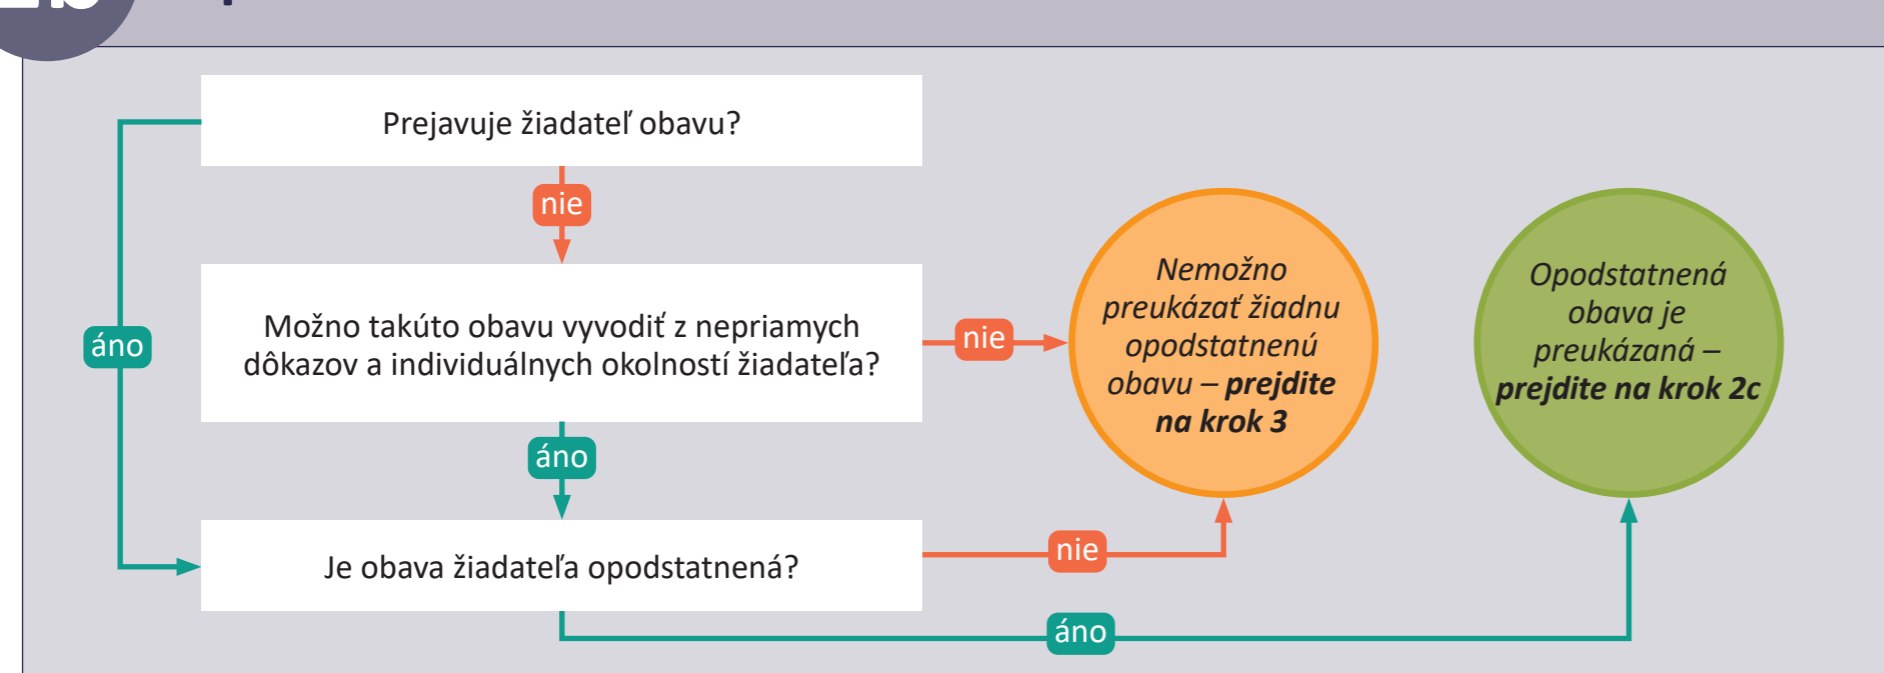 Prejavuje žiadateľ obavu?
nie
áno
Možno takúto obavu vyvodiť z nepriamych
dôkazov a individuálnych okolností žiadateľa?
nie
áno
Je obava žiadateľa opodstatnená?
nie
áno
Nemožno
preukázať žiadnu
opodstatnenú
obavu – prejdite
na krok 3
Opodstatnená
obava je
preukázaná –
prejdite na krok 2c